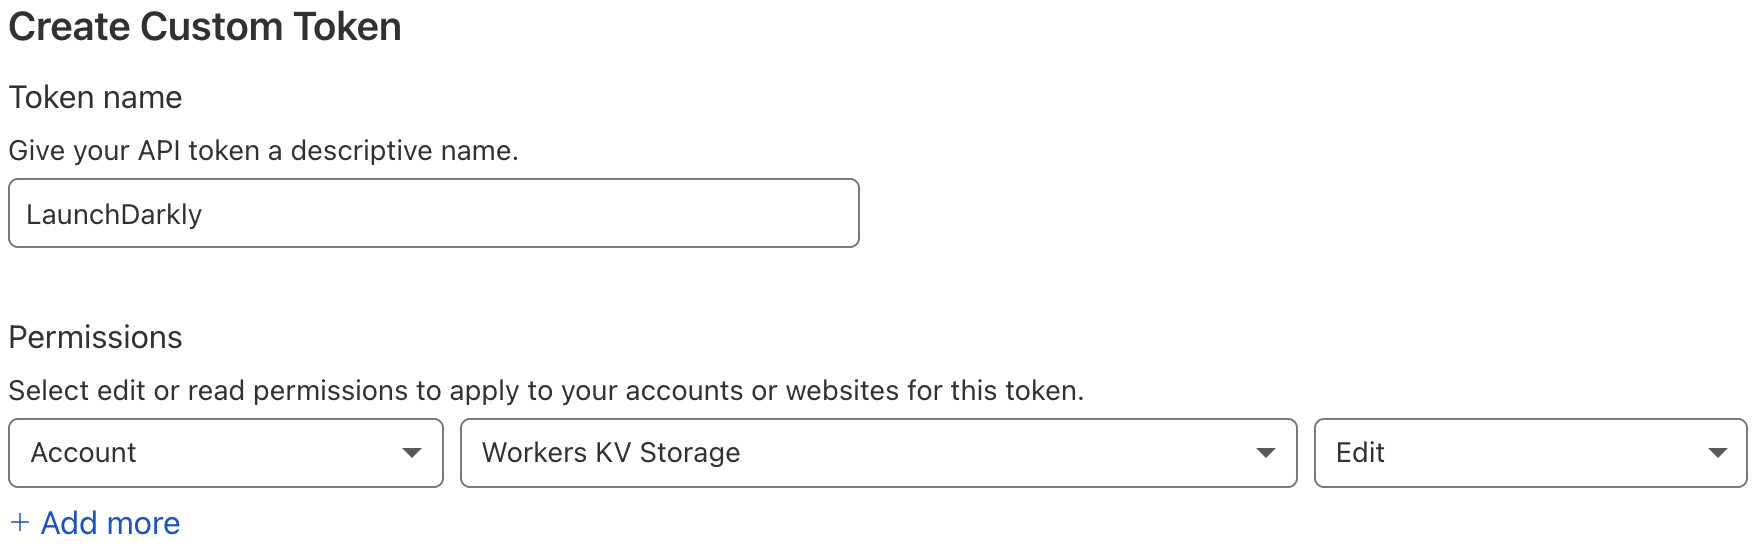 Create Custom Token
Token name
Give your API token a descriptive name.
LaunchDarkly
Permissions
Select edit or read permissions to apply to your accounts or websites for this token.
Account Workers KV Storage Edit
+ Add more